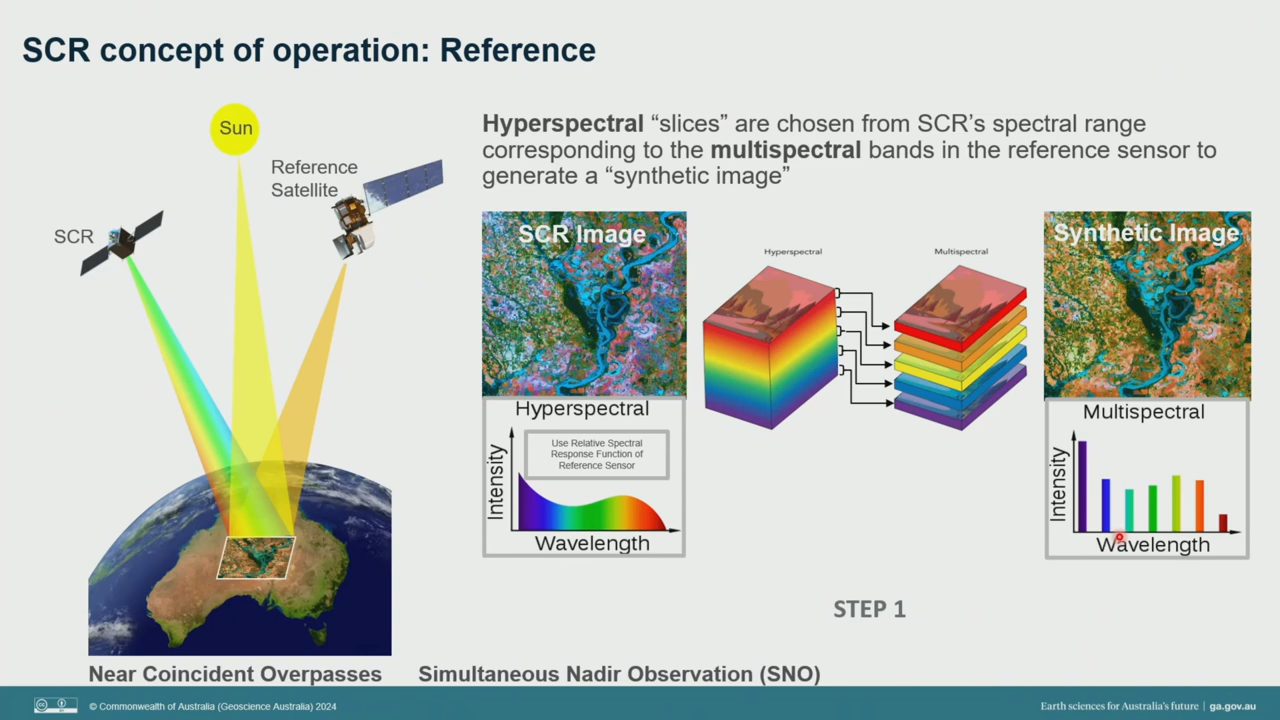 SCR concept of operation: Reference
Sun
Reference
Satellite
SCR
Hyperspectral “slices” are chosen from SCR’s spectral range
corresponding to the multispectral bands in the reference sensor to
generate a “synthetic image”
SCR Image
Hyperspectral
Multispectral
Synthetic Image
Hyperspectral
Use Relative Spectral
Response Function of
Reference Sensor
Intensity
Wavelength
Multispectral
Intensity
Wavelength
STEP 1
Near Coincident Overpasses
Simultaneous Nadir Observation (SNO)
© Commonwealth of Australia (Geoscience Australia) 2024
Earth sciences for Australia’s future | ga.gov.au